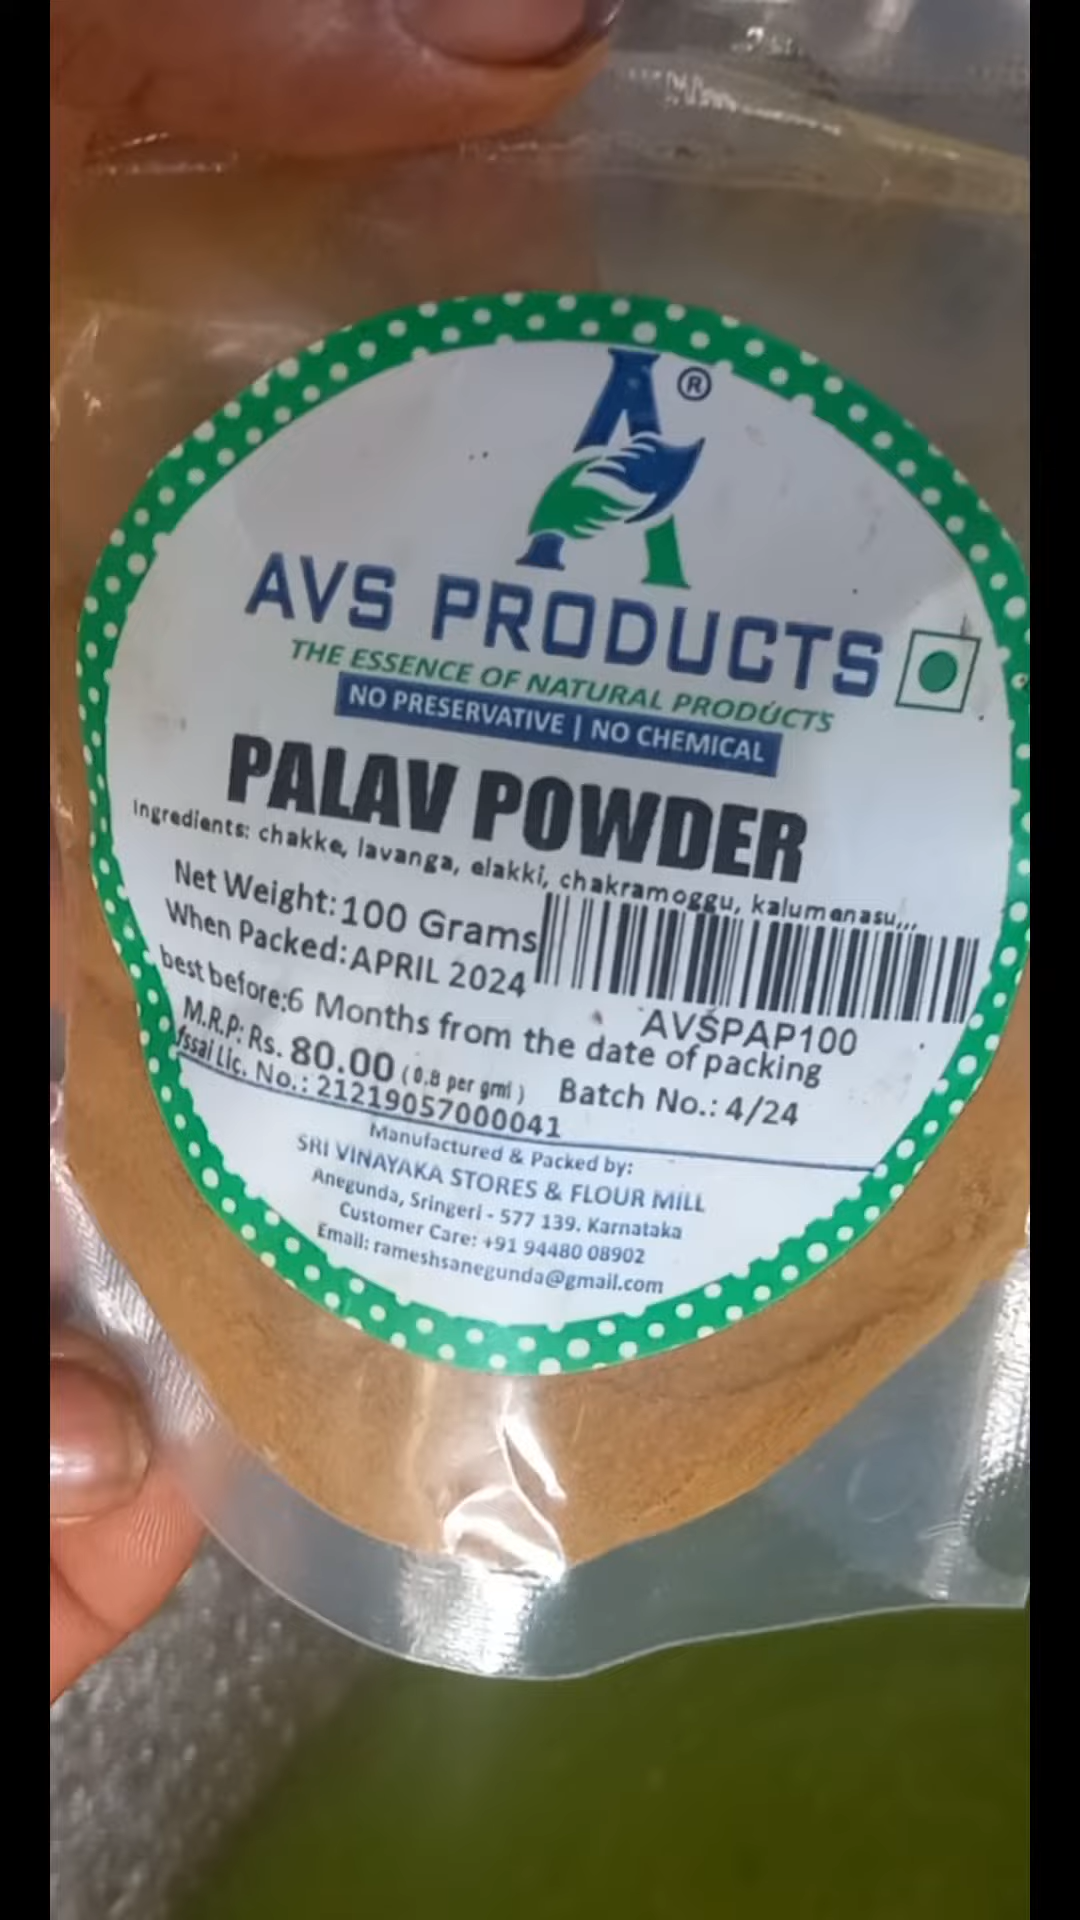 ®
AVS PRODUCTS
THE ESSENCE OF NATURAL PRODUCTS
NO PRESERVATIVE | NO CHEMICAL
PALAV POWDER
Ingredients: chakke, lavanga, elakki, chakramoggu, kalumenasu,,,
Net Weight:100 Grams
When Packed:APRIL 2024
AVSPAP100
best before:6 Months from the date of packing
M.R.P: Rs. 80.00 (0.8 per gml) Batch No.: 4/24
fssai Lic. No.: 21219057000041
Manufactured & Packed by:
SRI VINAYAKA STORES & FLOUR MILL
Anegunda, Sringeri - 577 139. Karnataka
Customer Care: +91 94480 08902
Email: rameshsanegunda@gmail.com